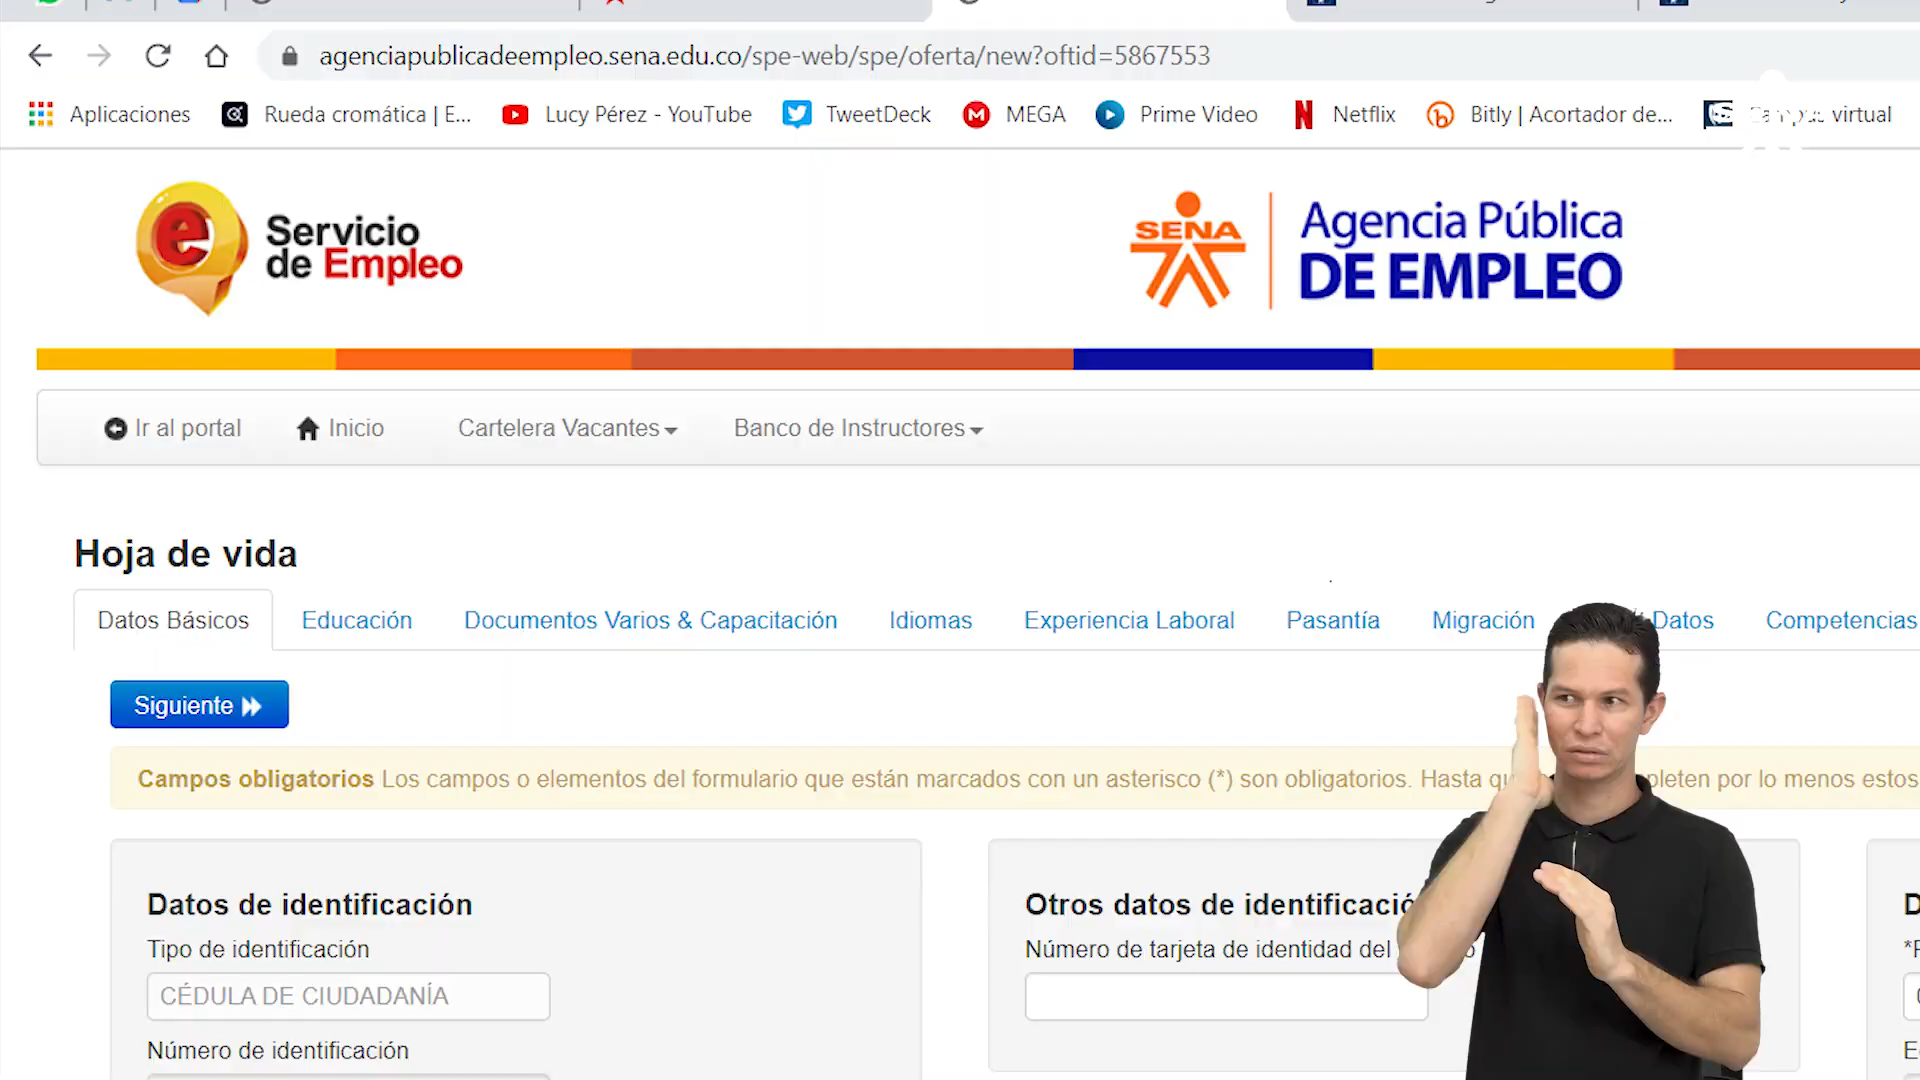 agenciapublicadeempleo.sena.edu.co/spe-web/spe/oferta/new?oftid=5867553
Aplicaciones
Rueda cromática | E...
Lucy Pérez - YouTube
TweetDeck
MEGA
Prime Video
Netflix
Bitly | Acortador de...
Campus virtual
e
Servicio
de Empleo
SENA
Agencia Pública
DE EMPLEO
Ir al portal
Inicio
Cartelera Vacantes
Banco de Instructores
Hoja de vida
Datos Básicos
Educación
Documentos Varios & Capacitación
Idiomas
Experiencia Laboral
Pasantía
Migración
Datos
Competencias
Siguiente
Campos obligatorios Los campos o elementos del formulario que están marcados con un asterisco (*) son obligatorios. Hasta por lo menos estos
Datos de identificación
Tipo de identificación
CÉDULA DE CIUDADANÍA
Número de identificación
Otros datos de identificació
Número de tarjeta de identidad del